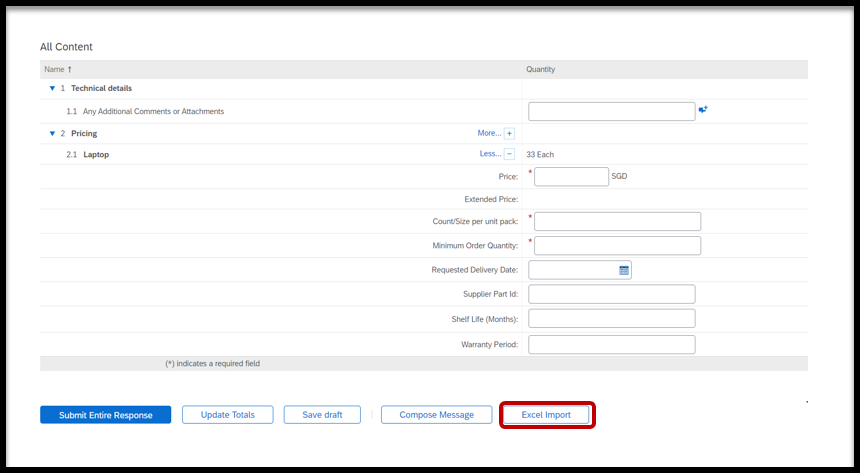 All Content
Name ↑ Quantity
▼ 1 Technical details
1.1 Any Additional Comments or Attachments
▼ 2 Pricing More... +
2.1 Laptop Less... − 33 Each
Price: * SGD
Extended Price:
Count/Size per unit pack: *
Minimum Order Quantity: *
Requested Delivery Date:
Supplier Part Id:
Shelf Life (Months):
Warranty Period:
(*) indicates a required field
Submit Entire Response Update Totals Save draft | Compose Message Excel Import